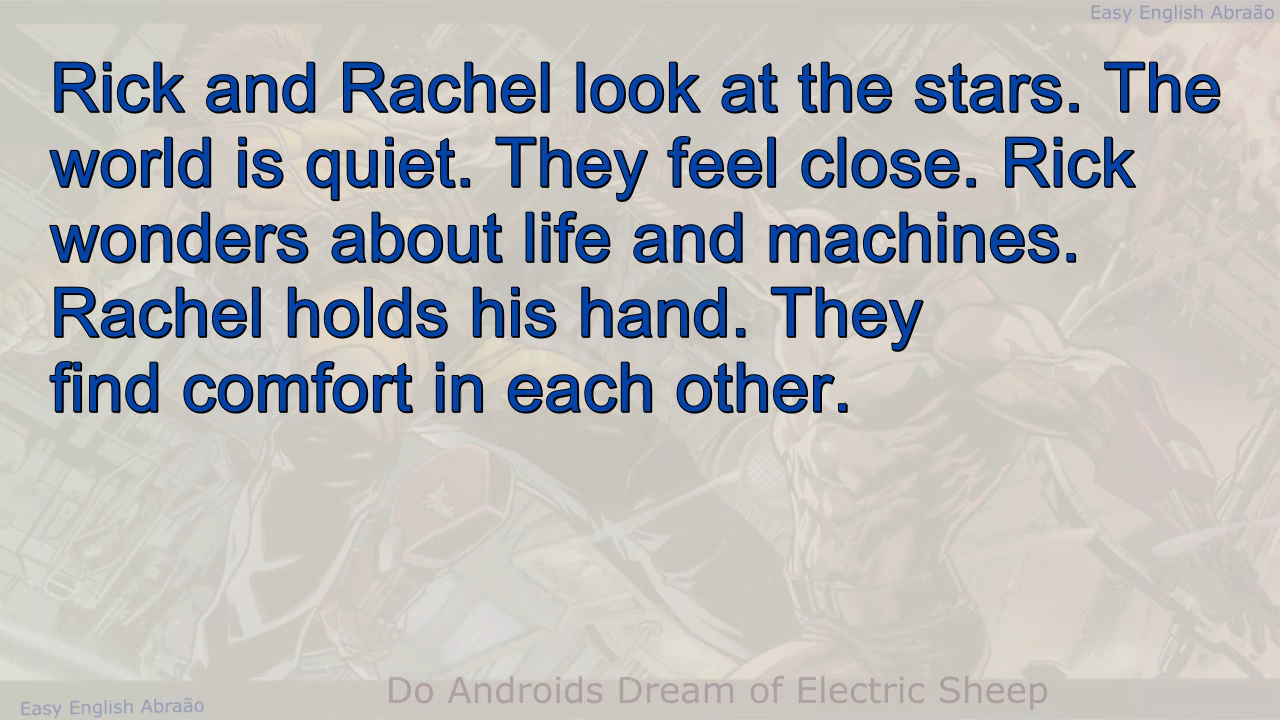 Easy English Abraão
Rick and Rachel look at the stars. The
world is quiet. They feel close. Rick
wonders about life and machines.
Rachel holds his hand. They
find comfort in each other.
Do Androids Dream of Electric Sheep
Easy English Abraão